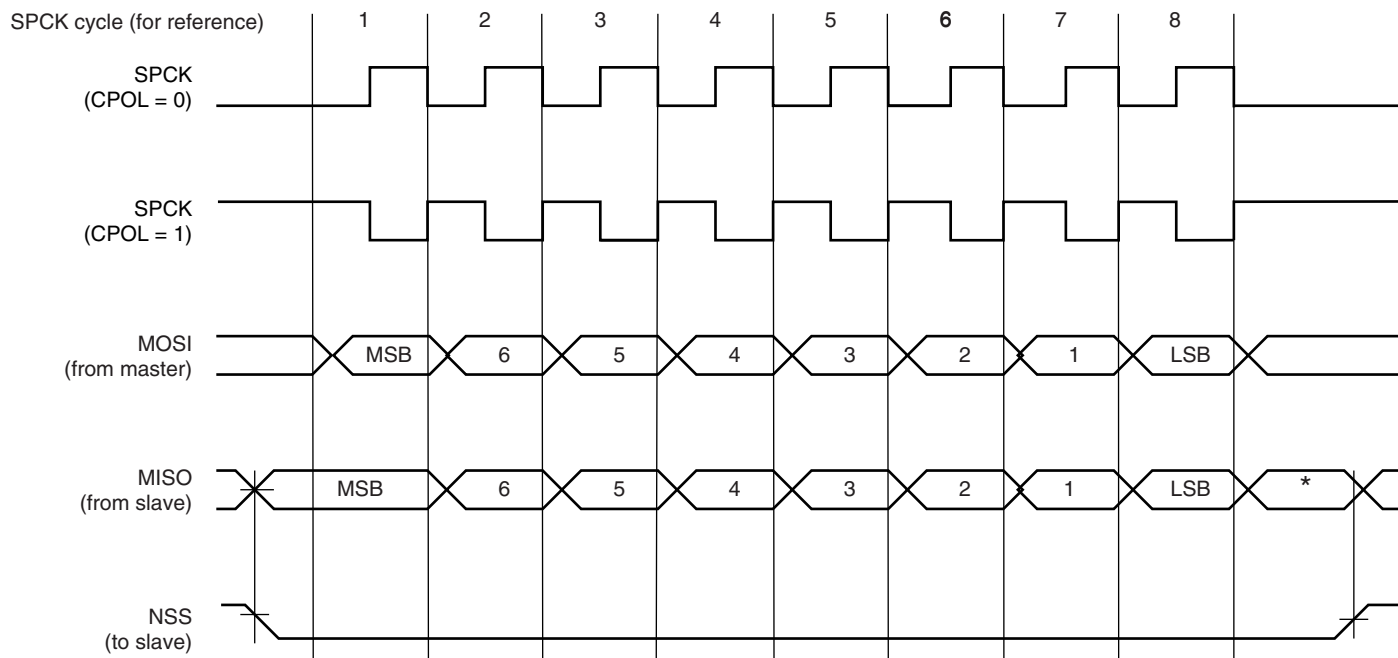 SPCK cycle (for reference) 1 2 3 4 5 6 7 8
SPCK
(CPOL = 0)
SPCK
(CPOL = 1)
MOSI
(from master)
MSB 6 5 4 3 2 1 LSB
MISO
(from slave)
MSB 6 5 4 3 2 1 LSB *
NSS
(to slave)